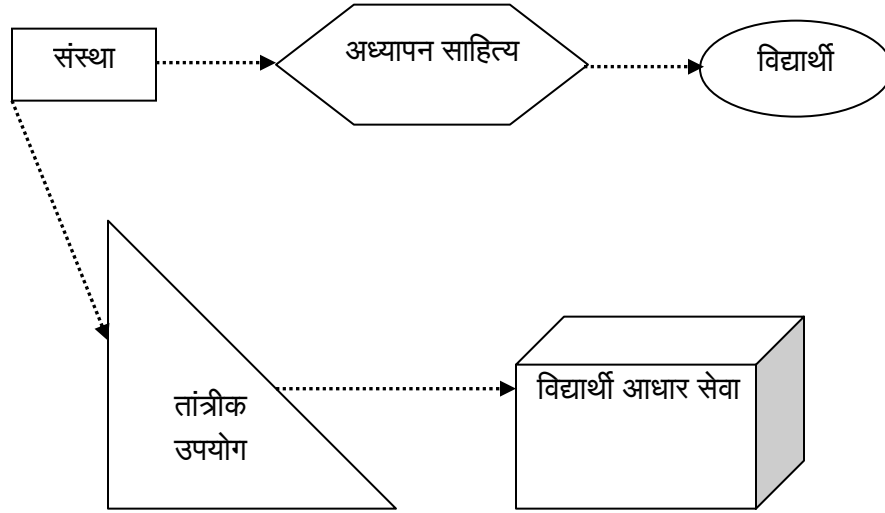 संस्था
अध्यापन साहित्य
विद्यार्थी
तांत्रीक
उपयोग
विद्यार्थी आधार सेवा